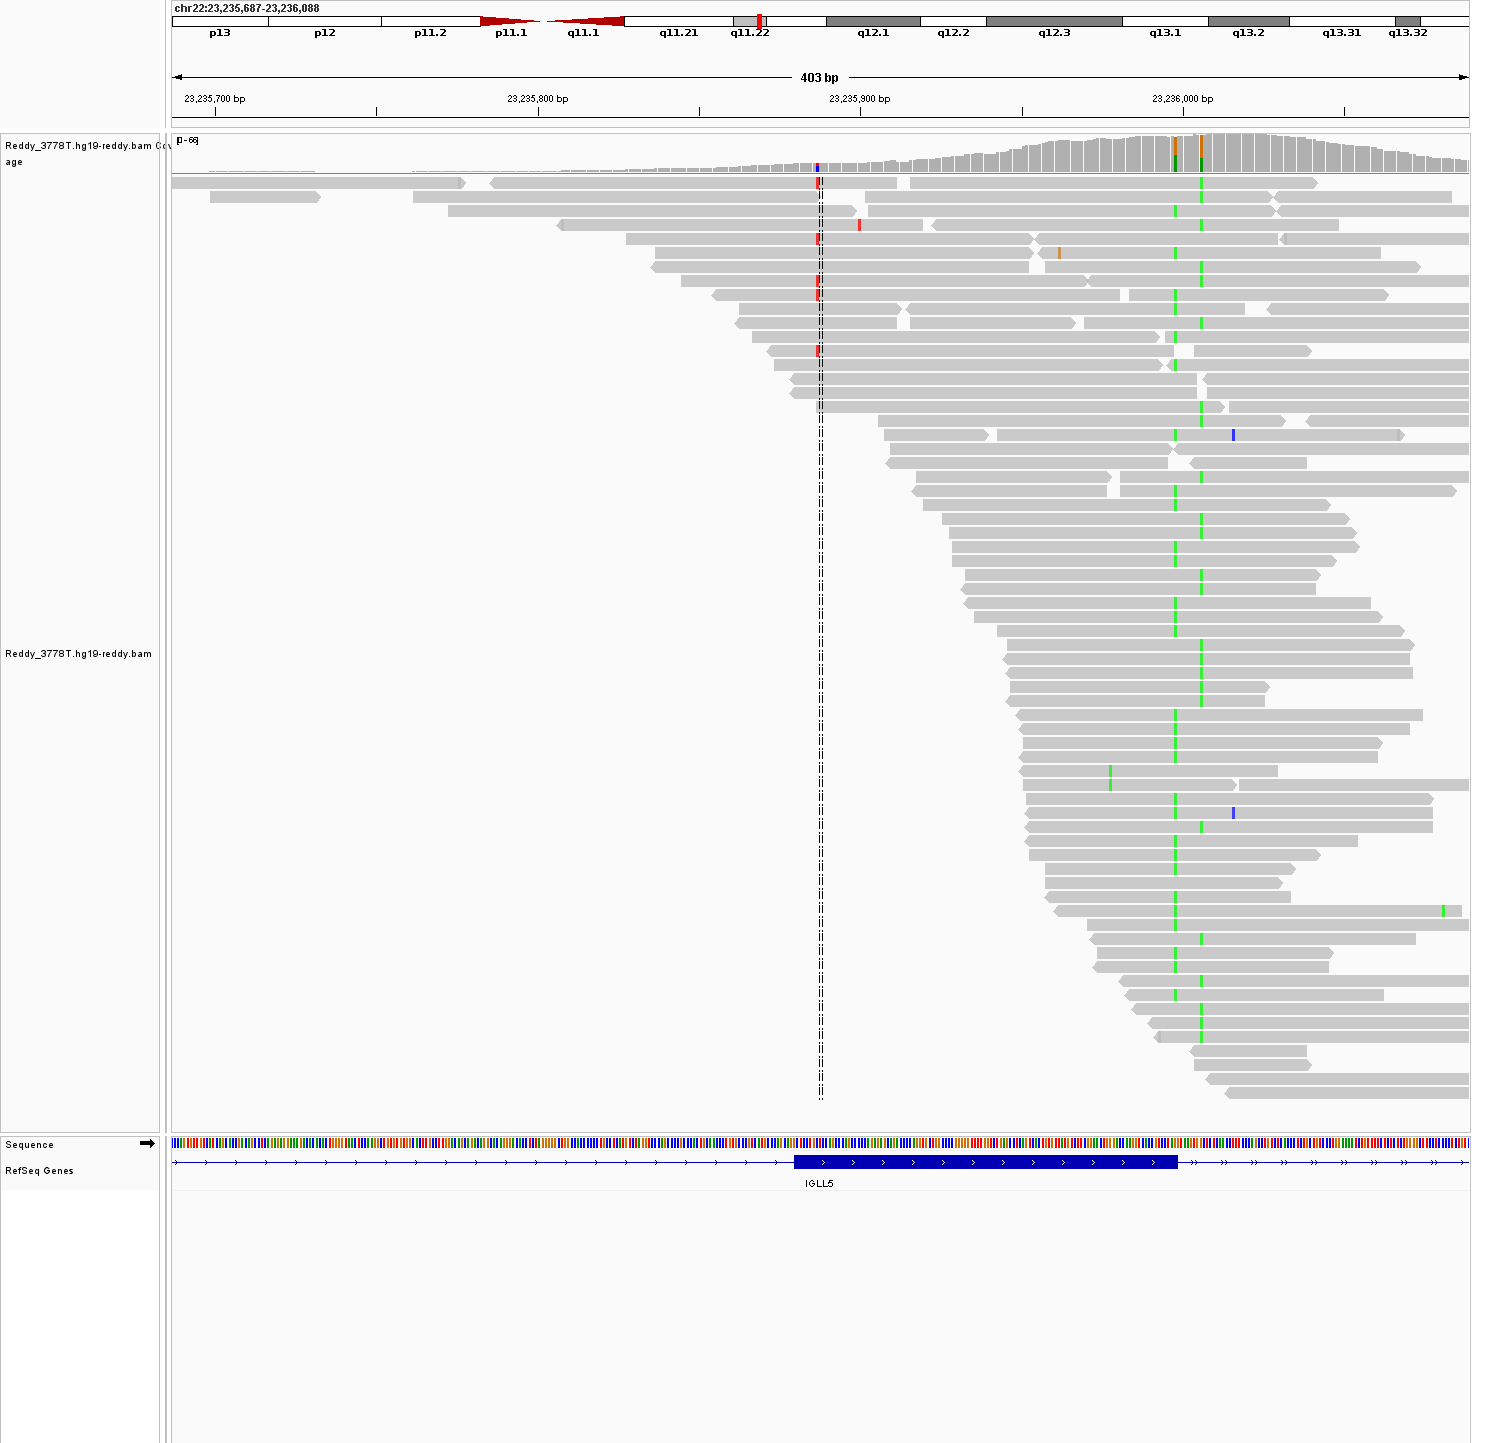 chr22:23,235,687-23,236,088
p13 p12 p11.2 p11.1 q11.1 q11.21 q11.22 q12.1 q12.2 q12.3 q13.1 q13.2 q13.31 q13.32
403 bp
23,235,700 bp 23,235,800 bp 23,235,900 bp 23,236,000 bp
[0 - 66]
Reddy_3778T.hg19-reddy.bam Cov
age
Reddy_3778T.hg19-reddy.bam
Sequence
RefSeq Genes
IGLL5